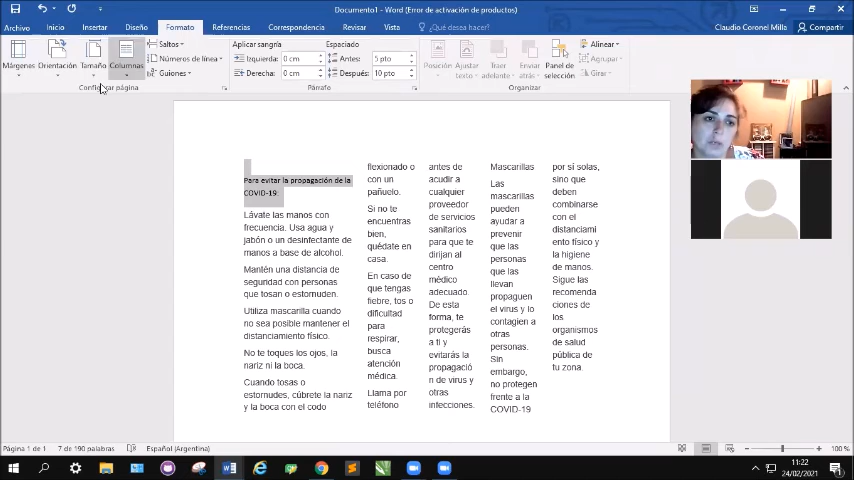 Documento1 - Word (Error de activación de productos)
Archivo Inicio Insertar Diseño Formato Referencias Correspondencia Revisar Vista ¿Qué desea hacer? Claudio Coronel Milla Compartir
Márgenes Orientación Tamaño Columnas
Saltos
Números de línea
Guiones
Configurar página
Aplicar sangría Espaciado
Izquierda: 0 cm Antes: 5 pto
Derecha: 0 cm Después: 10 pto
Párrafo
Posición Ajustar texto Traer adelante Enviar atrás Panel de selección
Alinear
Agrupar
Girar
Organizar
Para evitar la propagación de la
COVID-19:
Lávate las manos con
frecuencia. Usa agua y
jabón o un desinfectante de
manos a base de alcohol.
Mantén una distancia de
seguridad con personas
que tosan o estornuden.
Utiliza mascarilla cuando
no sea posible mantener el
distanciamiento físico.
No te toques los ojos, la
nariz ni la boca.
Cuando tosas o
estornudes, cúbrete la nariz
y la boca con el codo
flexionado o
con un
pañuelo.
Si no te
encuentras
bien,
quédate en
casa.
En caso de
que tengas
fiebre, tos o
dificultad
para
respirar,
busca
atención
médica.
Llama por
teléfono
antes de
acudir a
cualquier
proveedor
de servicios
sanitarios
para que te
dirijan al
centro
médico
adecuado.
De esta
forma, te
protegerás
a ti y
evitarás la
propagació
n de virus y
otras
infecciones.
Mascarillas
Las
mascarillas
pueden
ayudar a
prevenir
que las
personas
que las
llevan
propaguen
el virus y lo
contagien a
otras
personas.
Sin
embargo,
no protegen
frente a la
COVID-19
por sí solas,
sino que
deben
combinarse
con el
distanciami
ento físico y
la higiene
de manos.
Sigue las
recomenda
ciones de
los
organismos
de salud
pública de
tu zona.
Página 1 de 1 7 de 190 palabras Español (Argentina) 100 %
11:22
24/02/2021